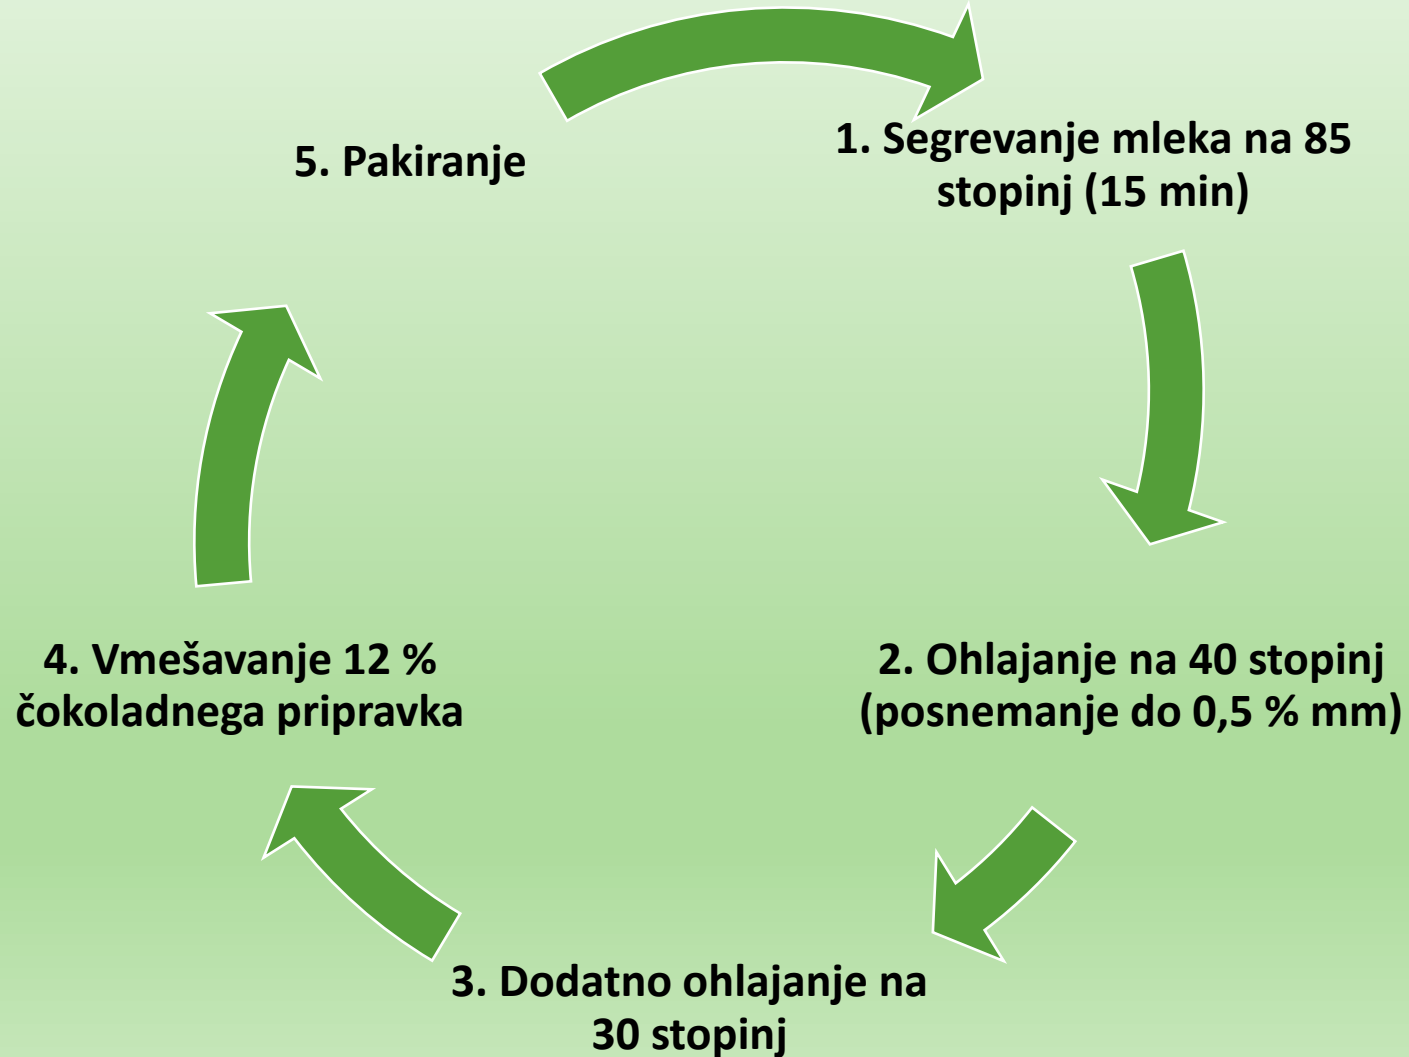 1. Segrevanje mleka na 85
stopinj (15 min)
2. Ohlajanje na 40 stopinj
(posnemanje do 0,5 % mm)
3. Dodatno ohlajanje na
30 stopinj
4. Vmešavanje 12 %
čokoladnega pripravka
5. Pakiranje